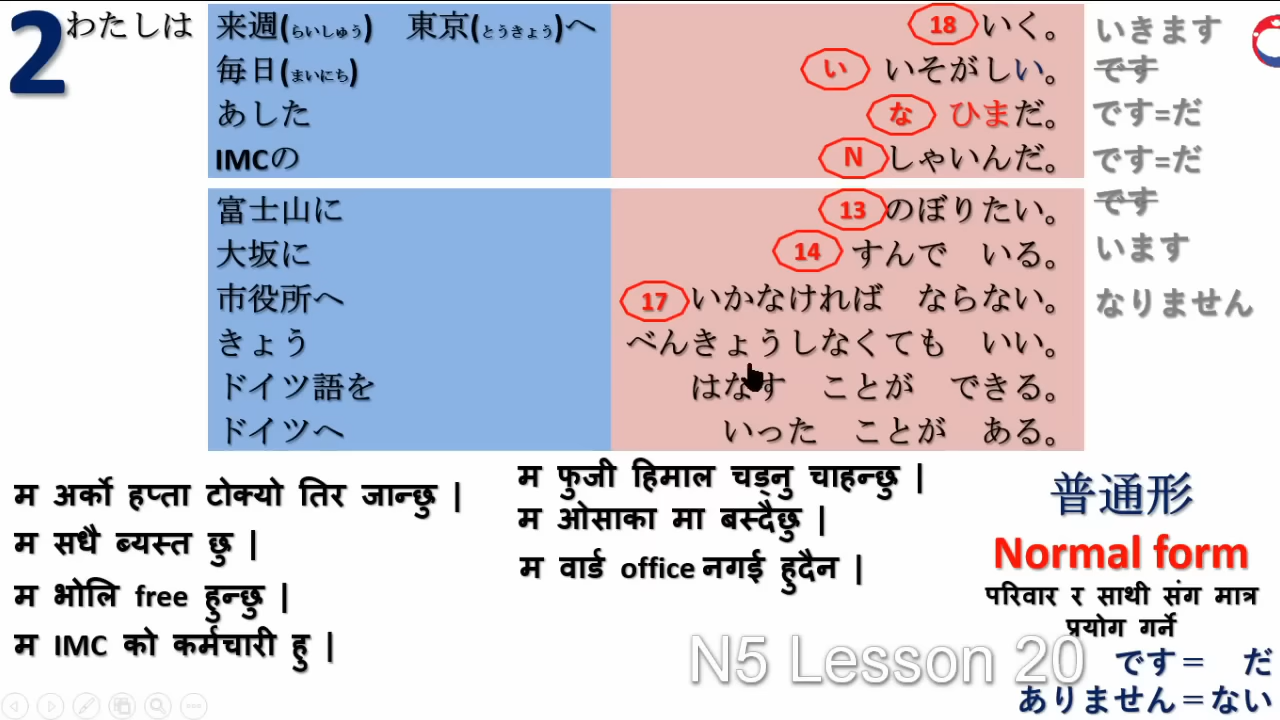 2 わたしは 来週(らいしゅう) 東京(とうきょう)へ 18 いく。 いきます
毎日(まいにち) い いそがしい。 です
あした な ひまだ。 です=だ
IMCの N しゃいんだ。 です=だ
富士山に 13 のぼりたい。 です
大坂に 14 すんで いる。 います
市役所へ 17 いかなければ ならない。 なりません
きょう べんきょうしなくても いい。
ドイツ語を はなす ことが できる。
ドイツへ いった ことが ある。
म अर्को हप्ता टोक्यो तिर जान्छु |
म सधै ब्यस्त छु |
म भोलि free हुन्छु |
म IMC को कर्मचारी हु |
म फुजी हिमाल चड्नु चाहन्छु |
म ओसाका मा बस्दैछु |
म वार्ड office नगई हुदैन |
普通形
Normal form
परिवार र साथी संग मात्र
प्रयोग गर्ने
です= だ
ありません=ない
N5 Lesson 20